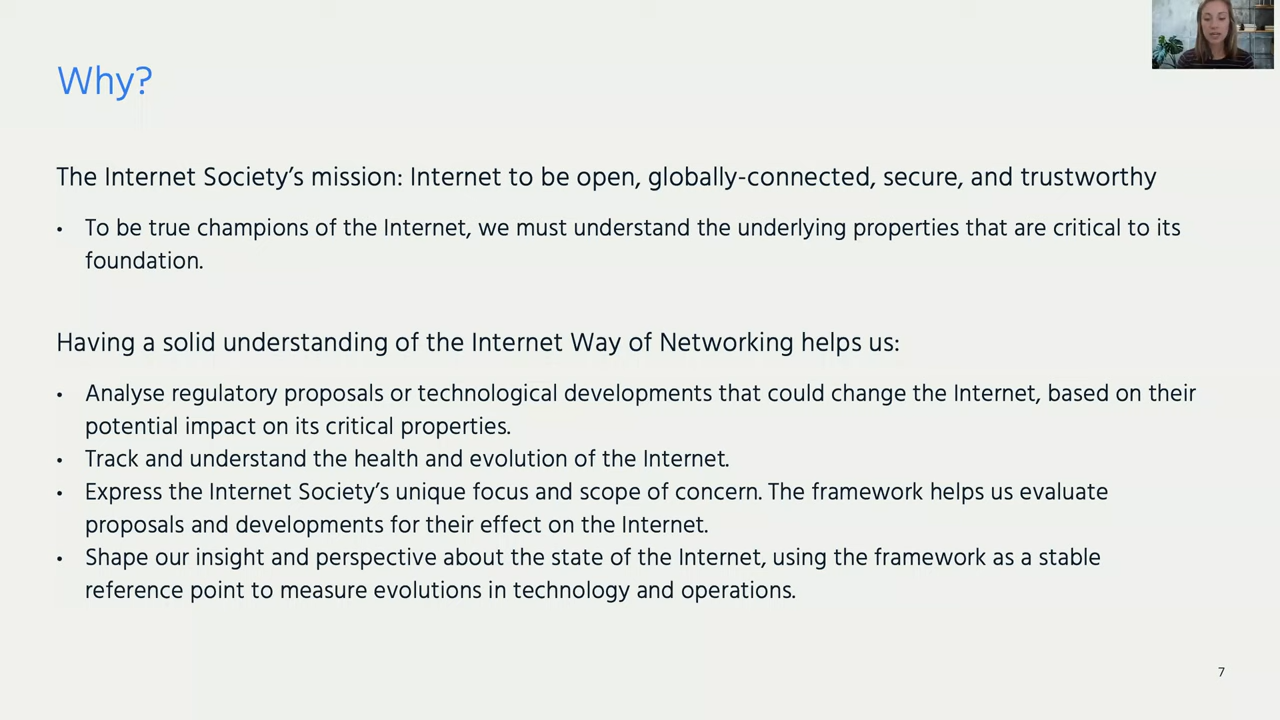 Why?
The Internet Society’s mission: Internet to be open, globally-connected, secure, and trustworthy
• To be true champions of the Internet, we must understand the underlying properties that are critical to its
foundation.
Having a solid understanding of the Internet Way of Networking helps us:
• Analyse regulatory proposals or technological developments that could change the Internet, based on their
potential impact on its critical properties.
• Track and understand the health and evolution of the Internet.
• Express the Internet Society’s unique focus and scope of concern. The framework helps us evaluate
proposals and developments for their effect on the Internet.
• Shape our insight and perspective about the state of the Internet, using the framework as a stable
reference point to measure evolutions in technology and operations.
7